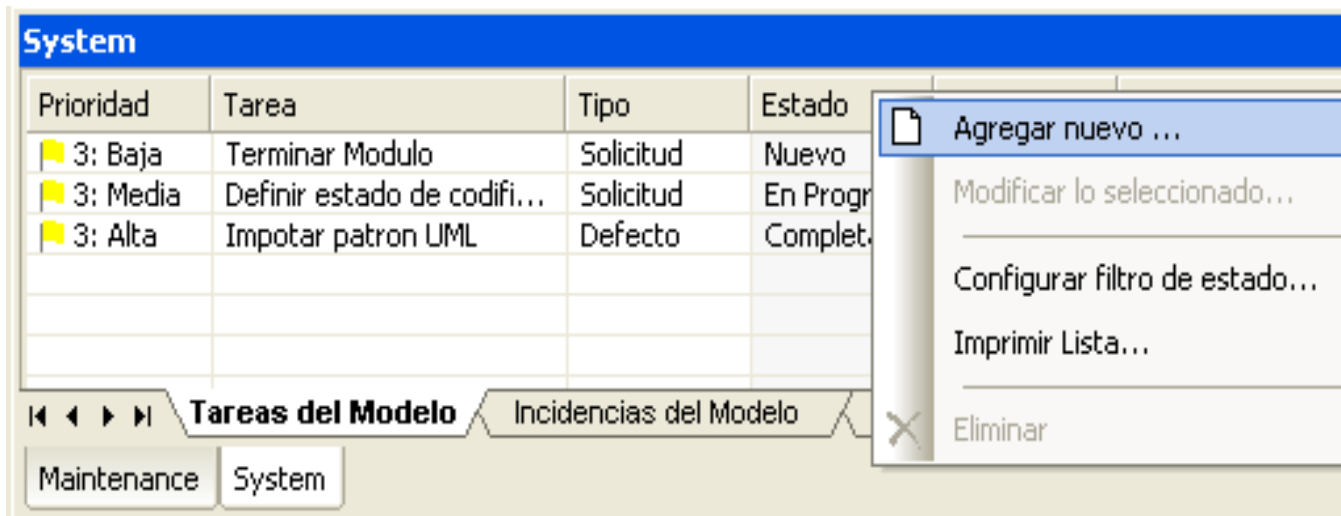 System
Prioridad Tarea Tipo Estado
3: Baja Terminar Modulo Solicitud Nuevo
3: Media Definir estado de codifi... Solicitud En Progr
3: Alta Impotar patron UML Defecto Complet
Agregar nuevo ...
Modificar lo seleccionado...
Configurar filtro de estado...
Imprimir Lista...
Eliminar
Tareas del Modelo Incidencias del Modelo
Maintenance System